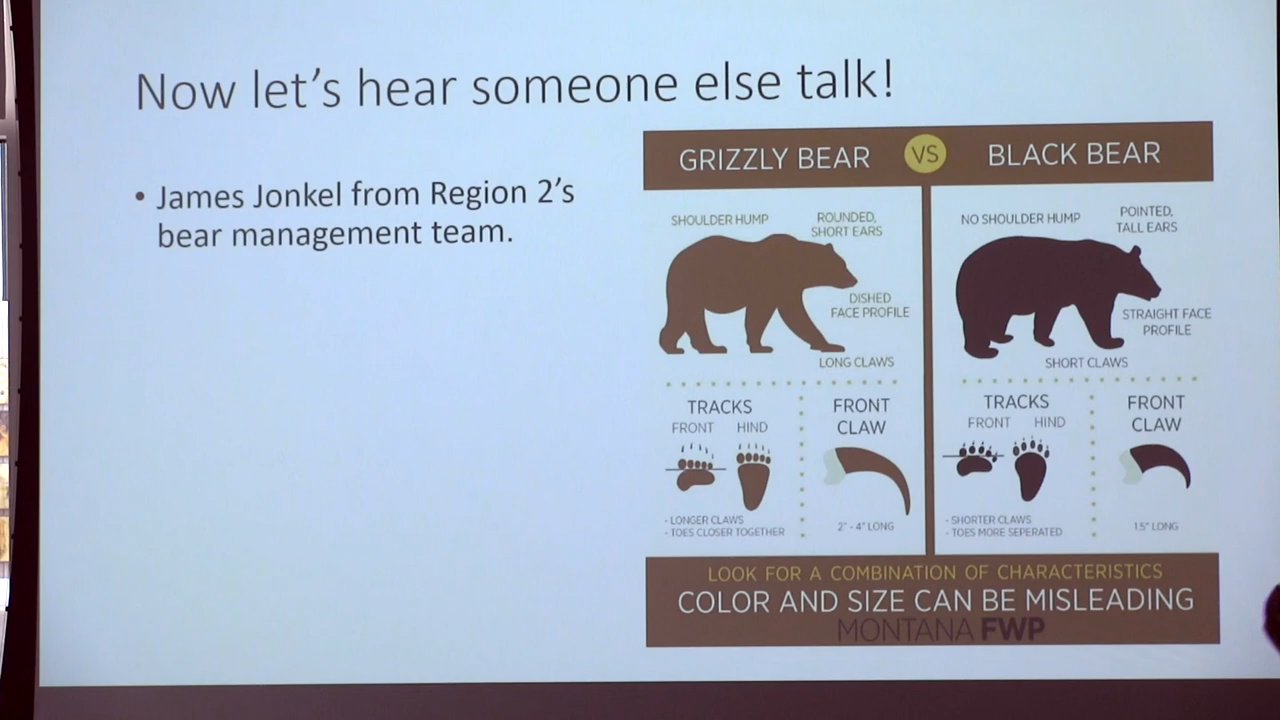 Now let's hear someone else talk!
• James Jonkel from Region 2's
bear management team.
GRIZZLY BEAR VS BLACK BEAR
SHOULDER HUMP
ROUNDED,
SHORT EARS
DISHED
FACE PROFILE
LONG CLAWS
TRACKS
FRONT HIND
- LONGER CLAWS
- TOES CLOSER TOGETHER
FRONT
CLAW
2" - 4" LONG
NO SHOULDER HUMP
POINTED,
TALL EARS
STRAIGHT FACE
PROFILE
SHORT CLAWS
TRACKS
FRONT HIND
- SHORTER CLAWS
- TOES MORE SEPERATED
FRONT
CLAW
1.5" LONG
LOOK FOR A COMBINATION OF CHARACTERISTICS
COLOR AND SIZE CAN BE MISLEADING
MONTANA FWP